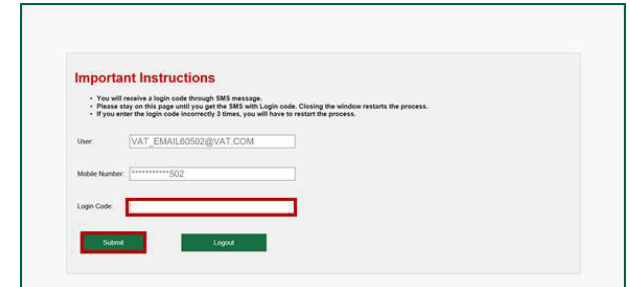 Important Instructions
• You will receive a login code through SMS message.
• Please stay on this page until you get the SMS with Login code. Closing the window restarts the process.
• If you enter the login code incorrectly 3 times, you will have to restart the process.
User: VAT_EMAIL60502@VAT.COM
Mobile Number: ***********502
Login Code:
Submit Logout